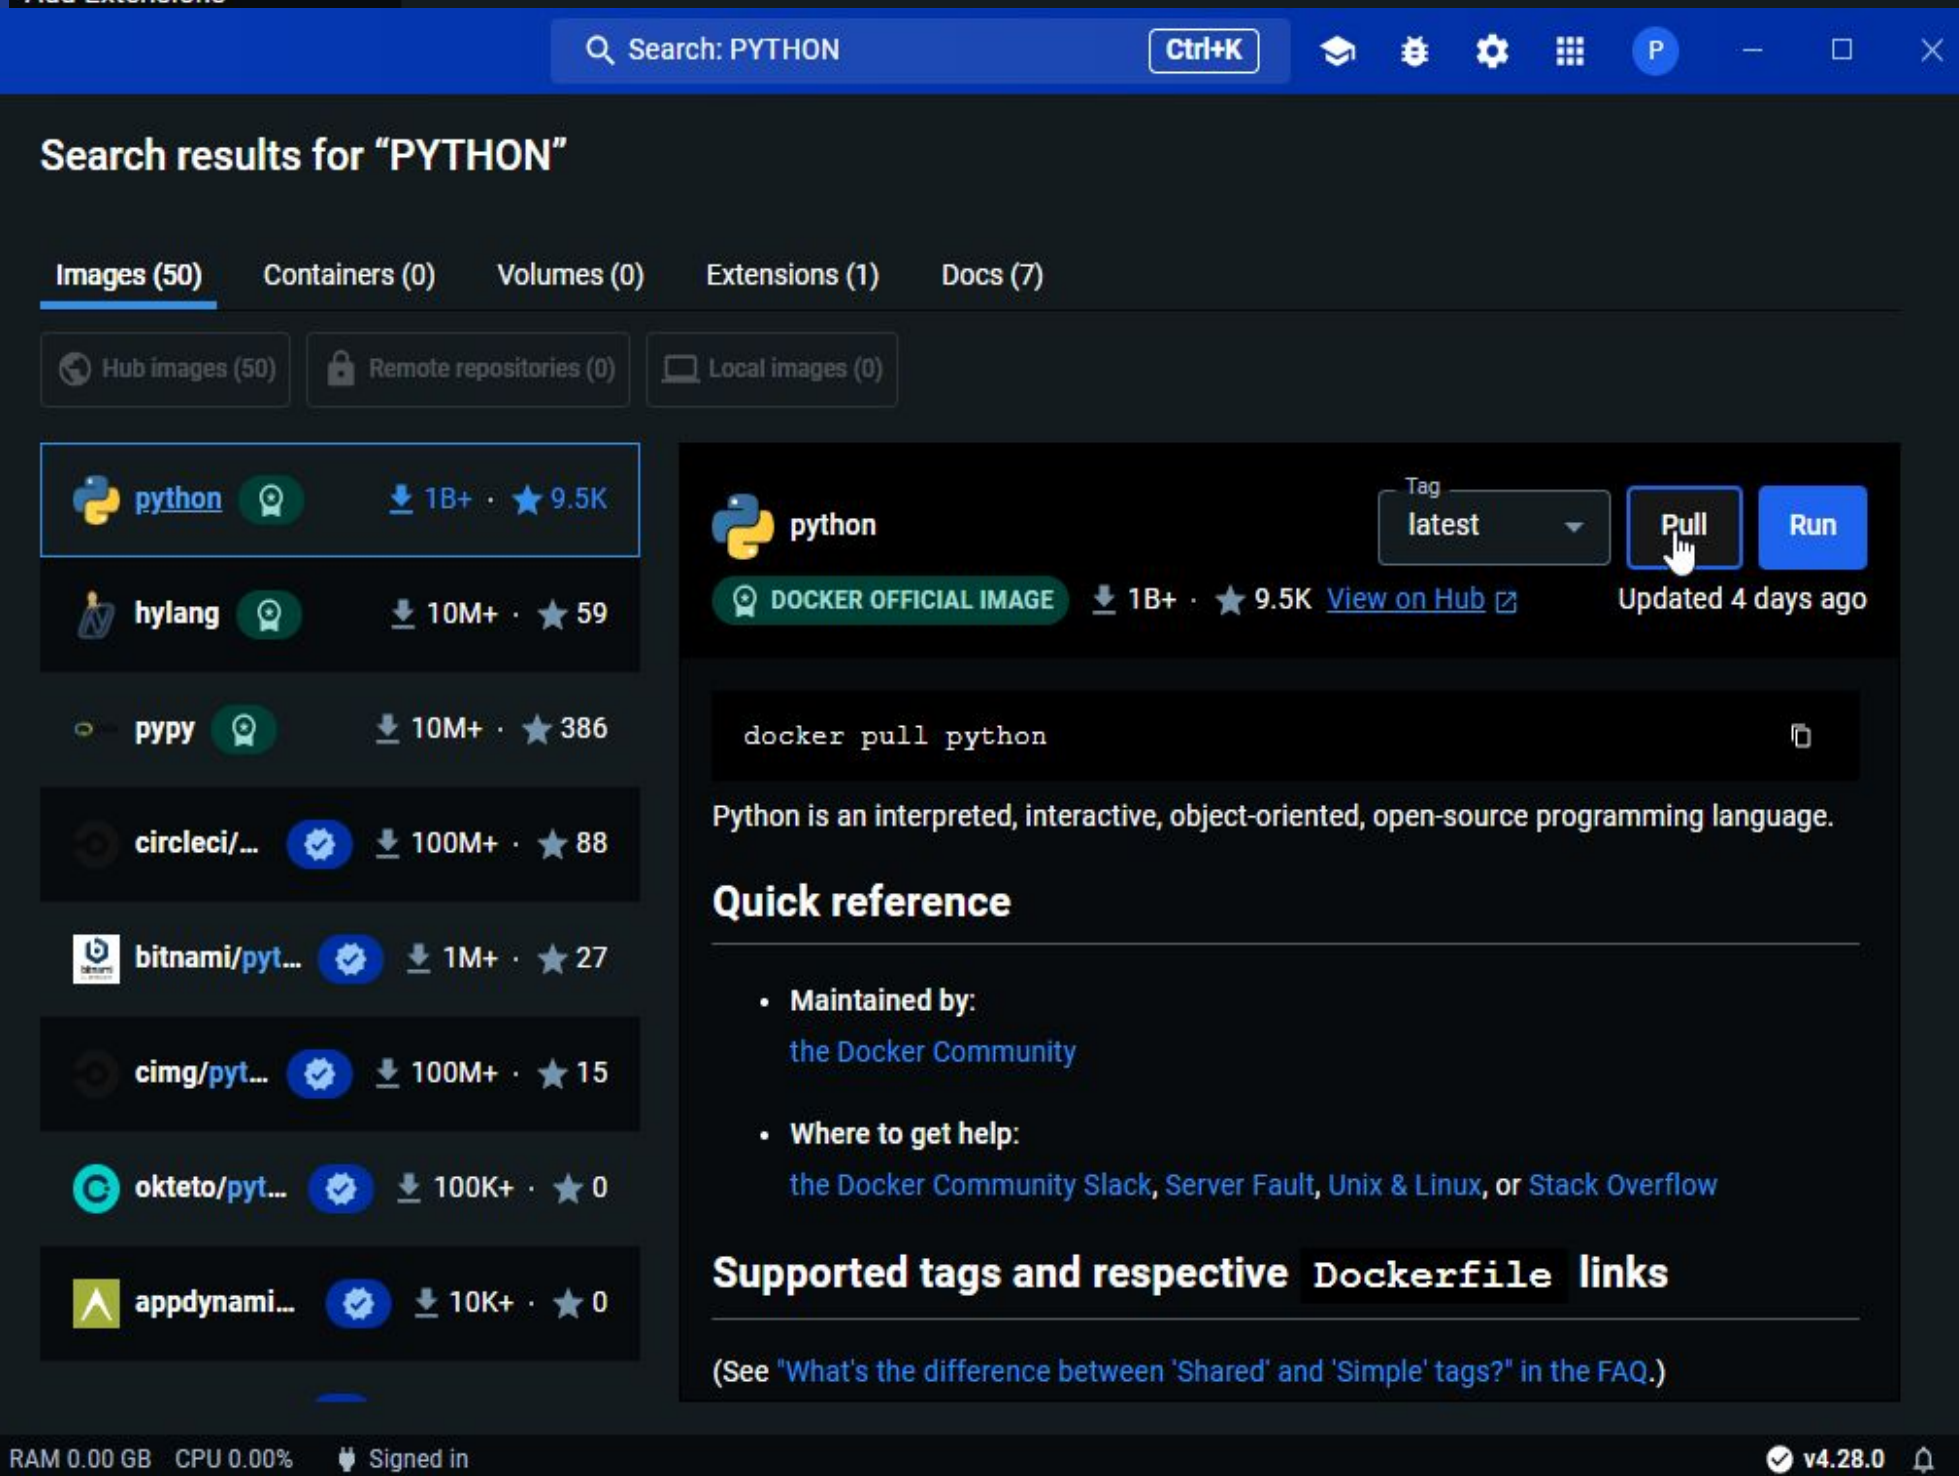 Add Extensions
Search: PYTHON Ctrl+K P
Search results for “PYTHON”
Images (50) Containers (0) Volumes (0) Extensions (1) Docs (7)
Hub images (50) Remote repositories (0) Local images (0)
python 1B+ · 9.5K
hylang 10M+ · 59
pypy 10M+ · 386
circleci/... 100M+ · 88
bitnami/pyt... 1M+ · 27
cimg/pyt... 100M+ · 15
okteto/pyt... 100K+ · 0
appdynami... 10K+ · 0
Tag
python latest Pull Run
DOCKER OFFICIAL IMAGE 1B+ · 9.5K View on Hub Updated 4 days ago
docker pull python
Python is an interpreted, interactive, object-oriented, open-source programming language.
Quick reference
• Maintained by:
the Docker Community
• Where to get help:
the Docker Community Slack, Server Fault, Unix & Linux, or Stack Overflow
Supported tags and respective Dockerfile links
(See "What's the difference between 'Shared' and 'Simple' tags?" in the FAQ.)
RAM 0.00 GB CPU 0.00% Signed in v4.28.0